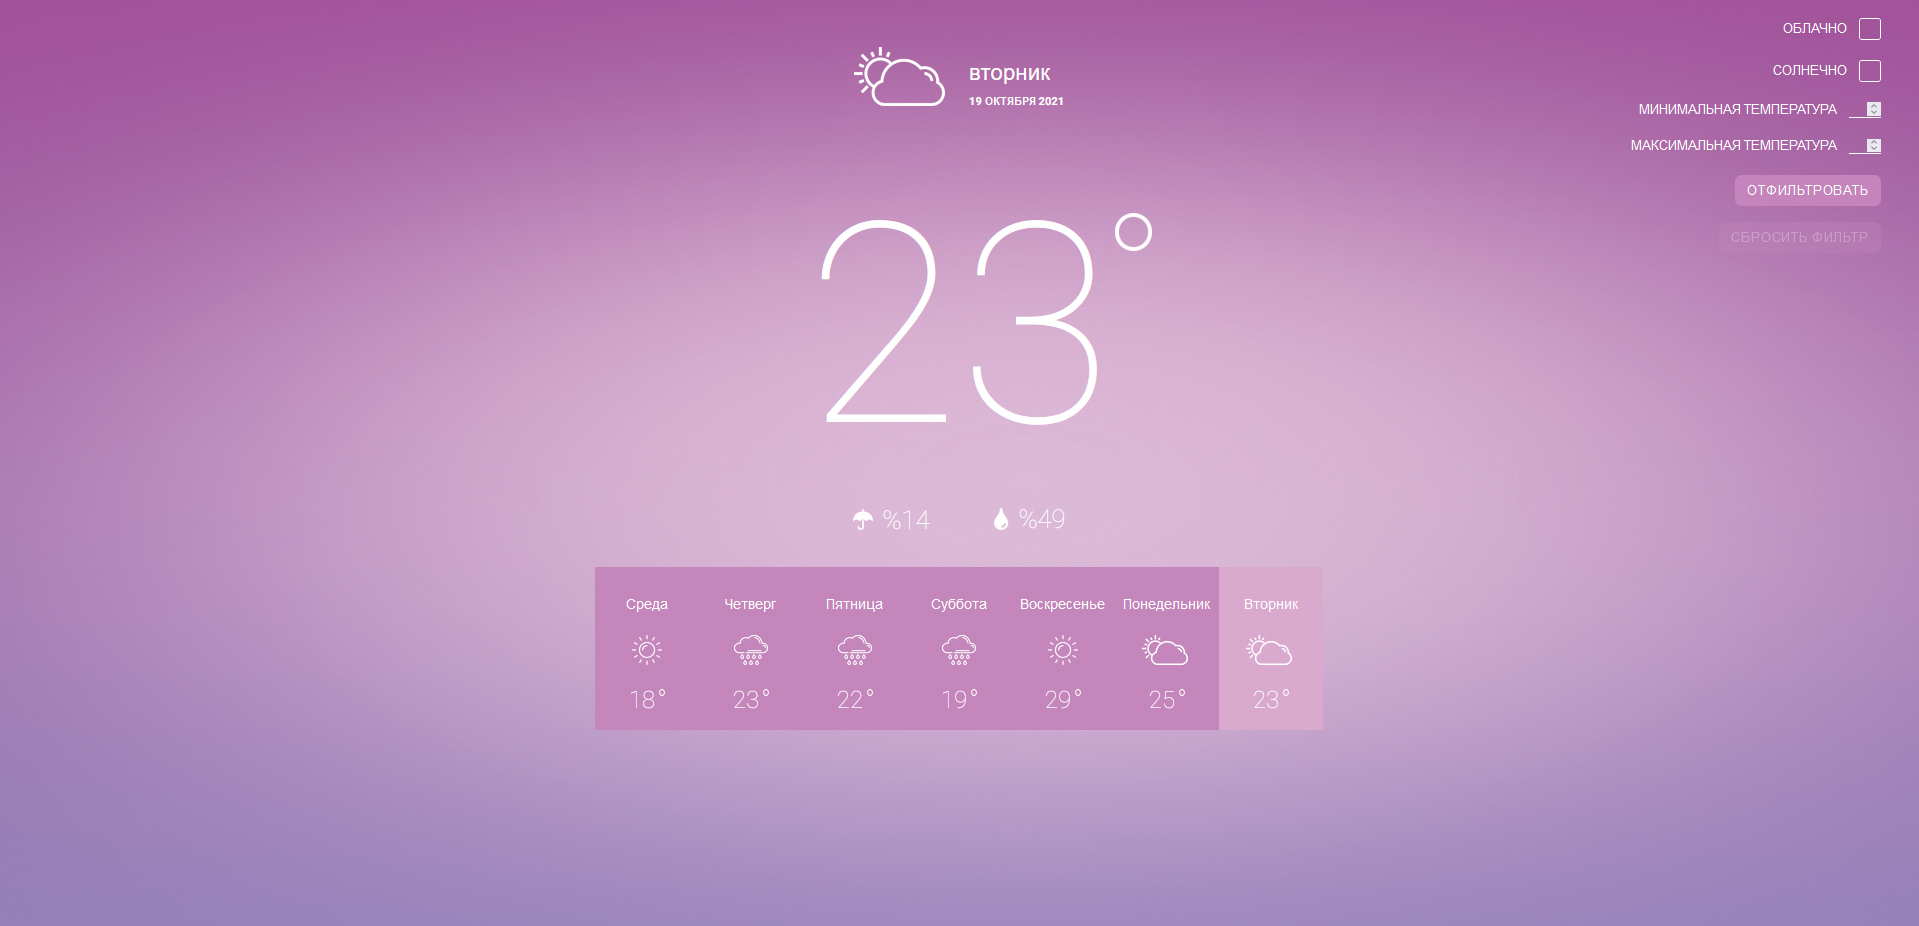 ОБЛАЧНО
СОЛНЕЧНО
МИНИМАЛЬНАЯ ТЕМПЕРАТУРА
МАКСИМАЛЬНАЯ ТЕМПЕРАТУРА
ОТФИЛЬТРОВАТЬ
СБРОСИТЬ ФИЛЬТР
вторник
19 ОКТЯБРЯ 2021
23°
%14 %49
Среда Четверг Пятница Суббота Воскресенье Понедельник Вторник
18° 23° 22° 19° 29° 25° 23°